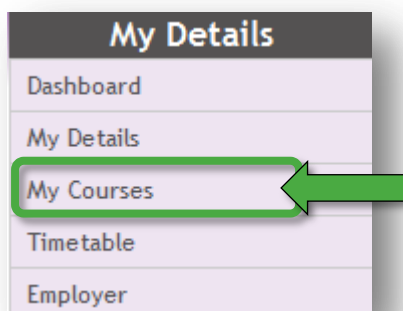 My Details
Dashboard
My Details
My Courses
Timetable
Employer